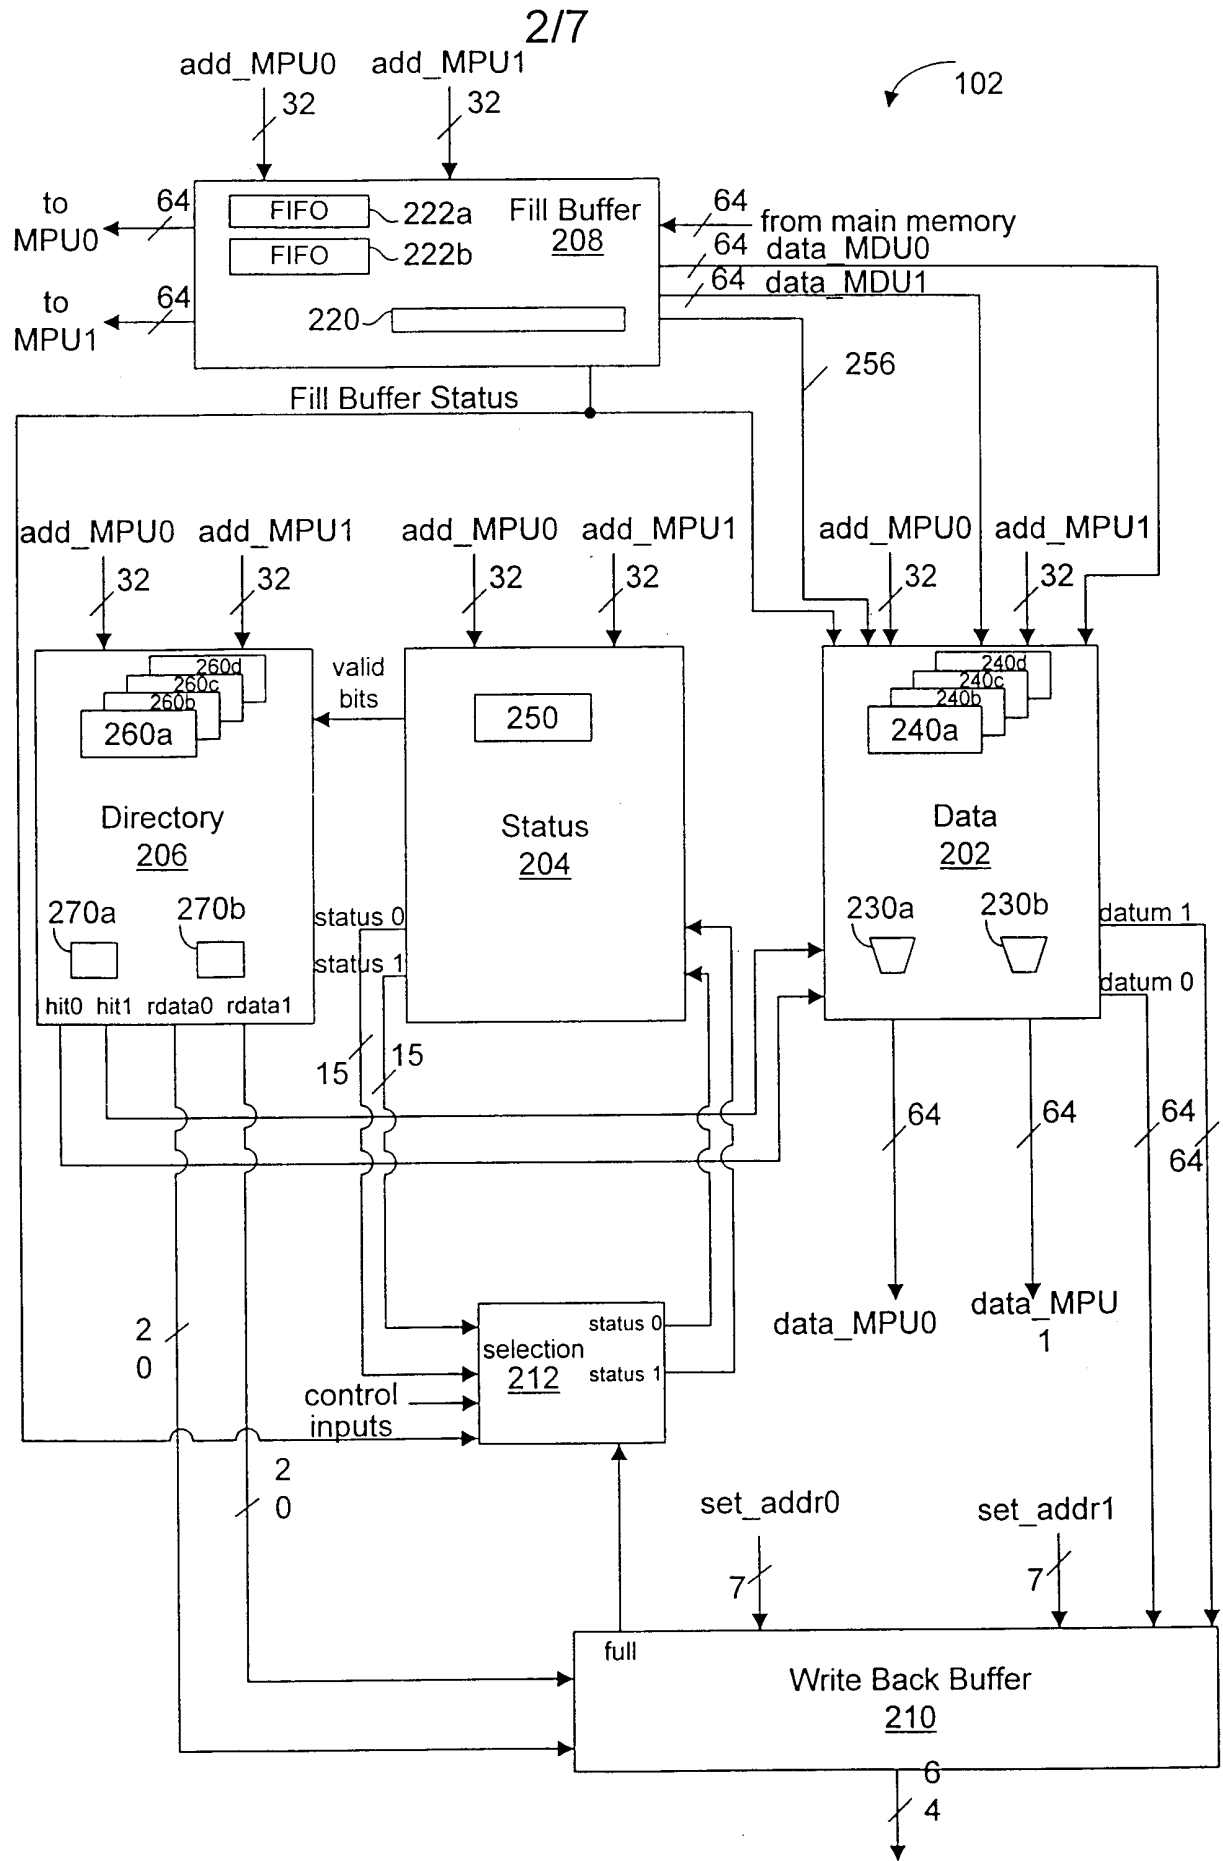 2/7
add_MPU0 add_MPU1
102
32 32
to MPU0
64
FIFO 222a
FIFO 222b
Fill Buffer
208
64 from main memory
64 data_MDU0
64 data_MDU1
to MPU1
64
220
256
Fill Buffer Status
add_MPU0 add_MPU1 add_MPU0 add_MPU1 add_MPU0 add_MPU1
32 32 32 32 32 32
260d
260c
260b
260a
valid
bits
250
240d
240c
240b
240a
Directory
206
Status
204
Data
202
270a 270b
status 0
status 1
230a 230b
datum 1
datum 0
hit0 hit1 rdata0 rdata1
15 15
64 64 64 64
2
0
data_MPU0
data_MPU
1
selection
212
status 0
status 1
control
inputs
2
0
set_addr0 set_addr1
7 7
full
Write Back Buffer
210
6
4